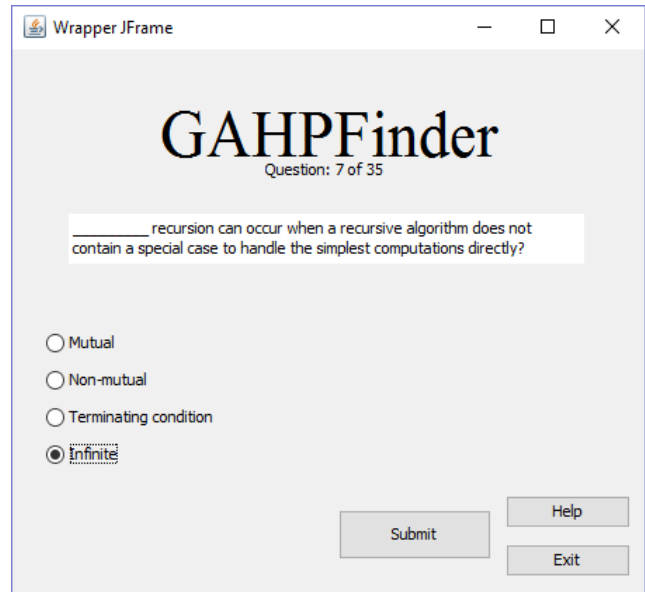 Wrapper JFrame
GAHPFinder
Question: 7 of 35
_________ recursion can occur when a recursive algorithm does not
contain a special case to handle the simplest computations directly?
Mutual
Non-mutual
Terminating condition
Infinite
Help
Submit
Exit